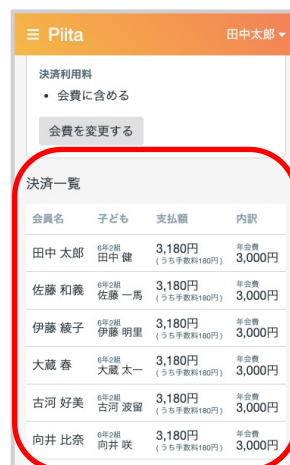 ≡ Piita 田中太郎▼
決済利用料
• 会費に含める
会費を変更する
決済一覧
会員名 子ども 支払額 内訳
田中 太郎 6年2組 田中 健 3,180円 (うち手数料180円) 年会費 3,000円
佐藤 和義 6年2組 佐藤 一馬 3,180円 (うち手数料180円) 年会費 3,000円
伊藤 綾子 6年2組 伊藤 明里 3,180円 (うち手数料180円) 年会費 3,000円
大蔵 春 6年2組 大蔵 太一 3,180円 (うち手数料180円) 年会費 3,000円
古河 好美 6年2組 古河 波留 3,180円 (うち手数料180円) 年会費 3,000円
向井 比奈 6年2組 向井 咲 3,180円 (うち手数料180円) 年会費 3,000円